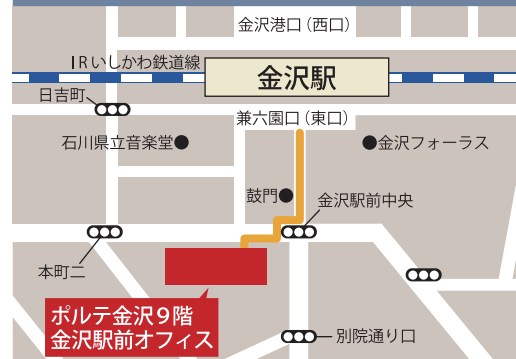 金沢港口（西口）
IRいしかわ鉄道線
金沢駅
日吉町
兼六園口（東口）
石川県立音楽堂
金沢フォーラス
鼓門
金沢駅前中央
本町二
ポルテ金沢9階
金沢駅前オフィス
別院通り口